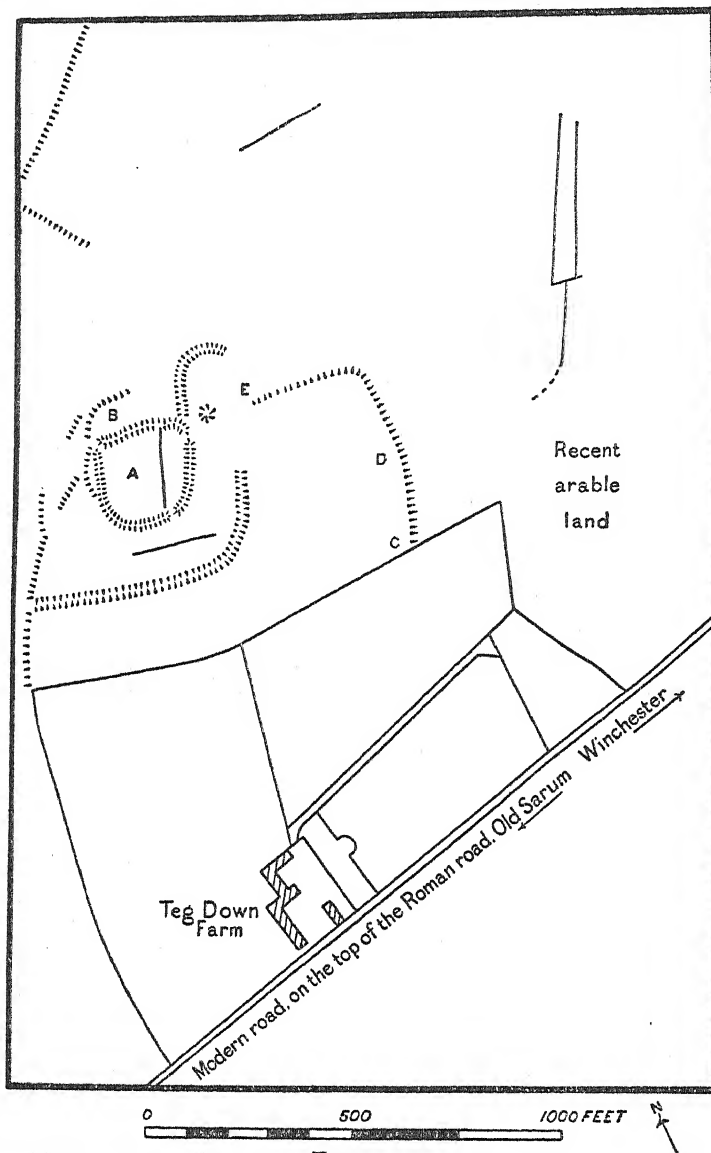 B
E
A
D
C
Recent
arable
land
Teg Down
Farm
Modern road, on the top of the Roman road. Old Sarum Winchester
0 500 1000 FEET
N